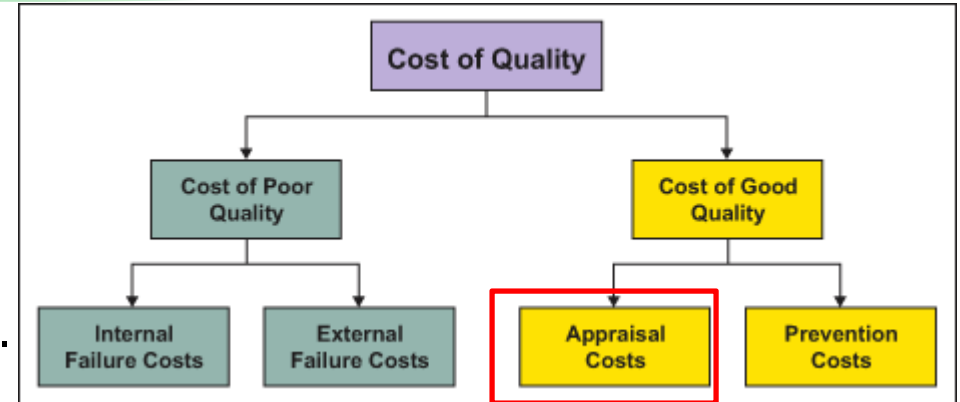 Cost of Quality
Cost of Poor
Quality
Cost of Good
Quality
Internal
Failure Costs
External
Failure Costs
Appraisal
Costs
Prevention
Costs